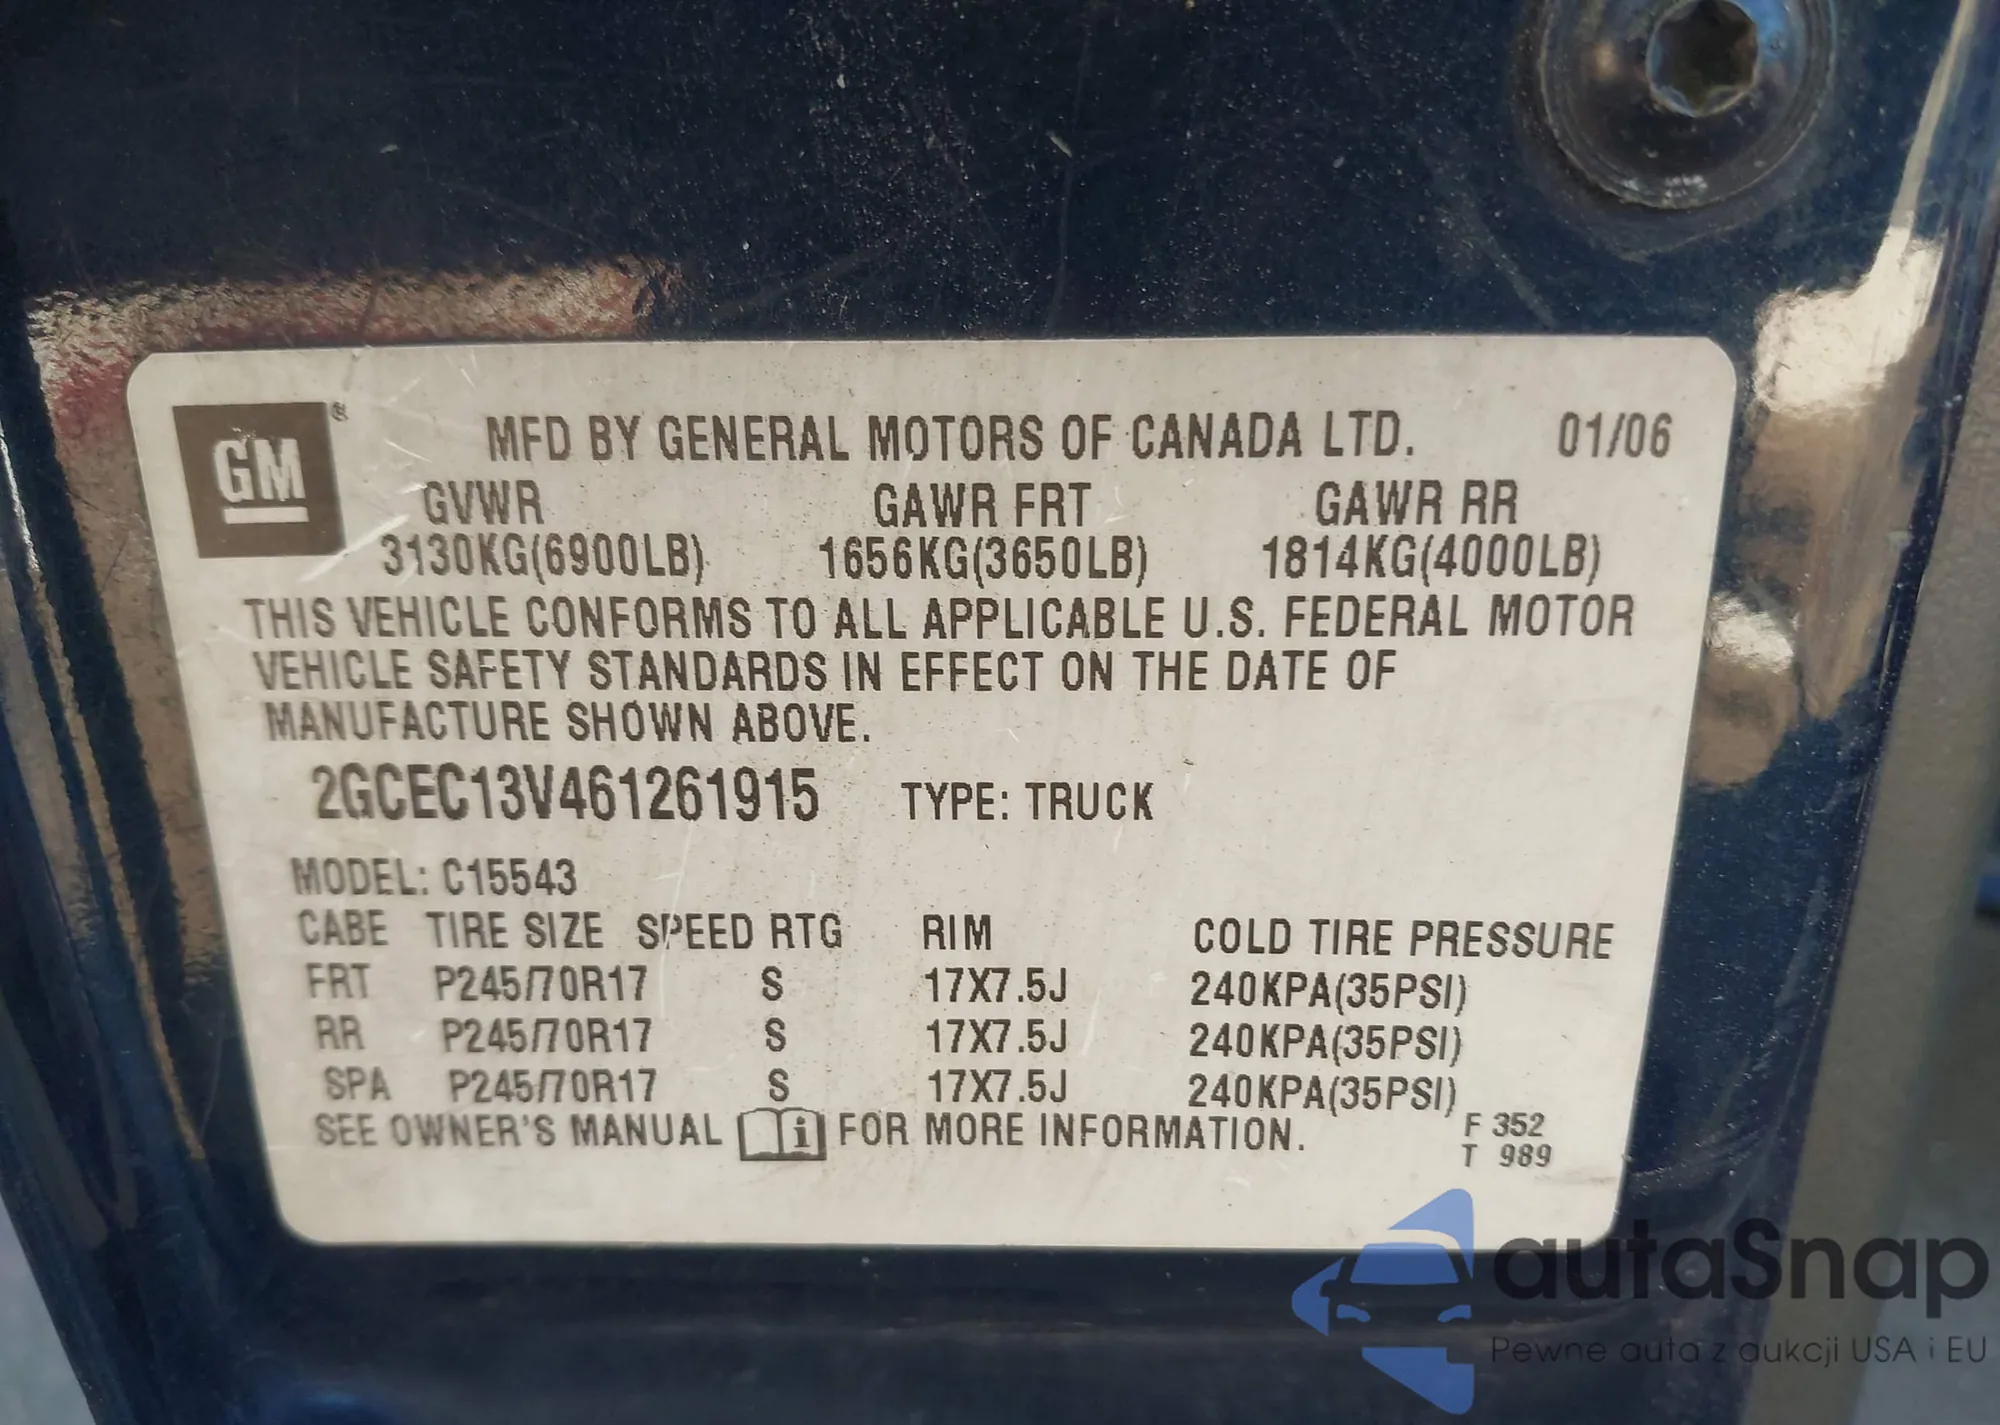 GM ®
MFD BY GENERAL MOTORS OF CANADA LTD. 01/06
GVWR GAWR FRT GAWR RR
3130KG(6900LB) 1656KG(3650LB) 1814KG(4000LB)
THIS VEHICLE CONFORMS TO ALL APPLICABLE U.S. FEDERAL MOTOR
VEHICLE SAFETY STANDARDS IN EFFECT ON THE DATE OF
MANUFACTURE SHOWN ABOVE.
2GCEC13V461261915 TYPE: TRUCK
MODEL: C15543
CABE TIRE SIZE SPEED RTG RIM COLD TIRE PRESSURE
FRT P245/70R17 S 17X7.5J 240KPA(35PSI)
RR P245/70R17 S 17X7.5J 240KPA(35PSI)
SPA P245/70R17 S 17X7.5J 240KPA(35PSI)
SEE OWNER'S MANUAL i FOR MORE INFORMATION.
F 352
T 989
autaSnap
Pewne auta z aukcji USA i EU